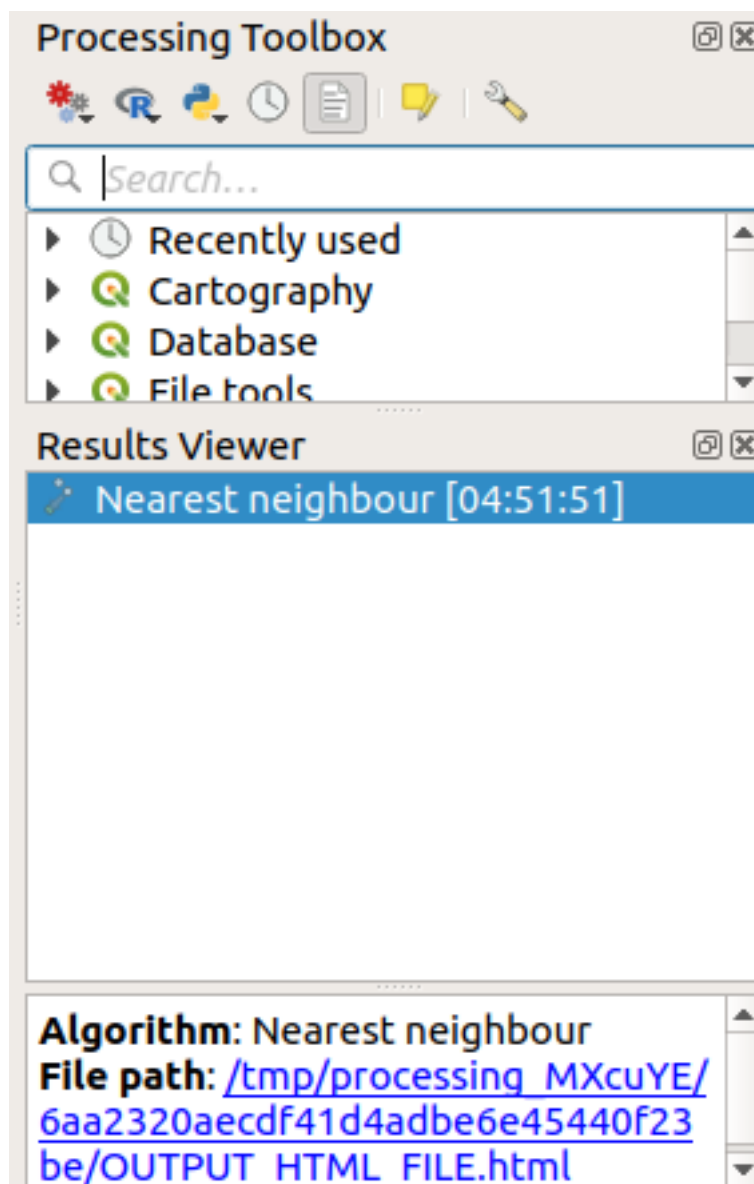 Processing Toolbox
Search...
Recently used
Cartography
Database
File tools
Results Viewer
Nearest neighbour [04:51:51]
Algorithm: Nearest neighbour
File path: /tmp/processing_MXcuYE/
6aa2320aecdf41d4adbe6e45440f23
be/OUTPUT_HTML_FILE.html